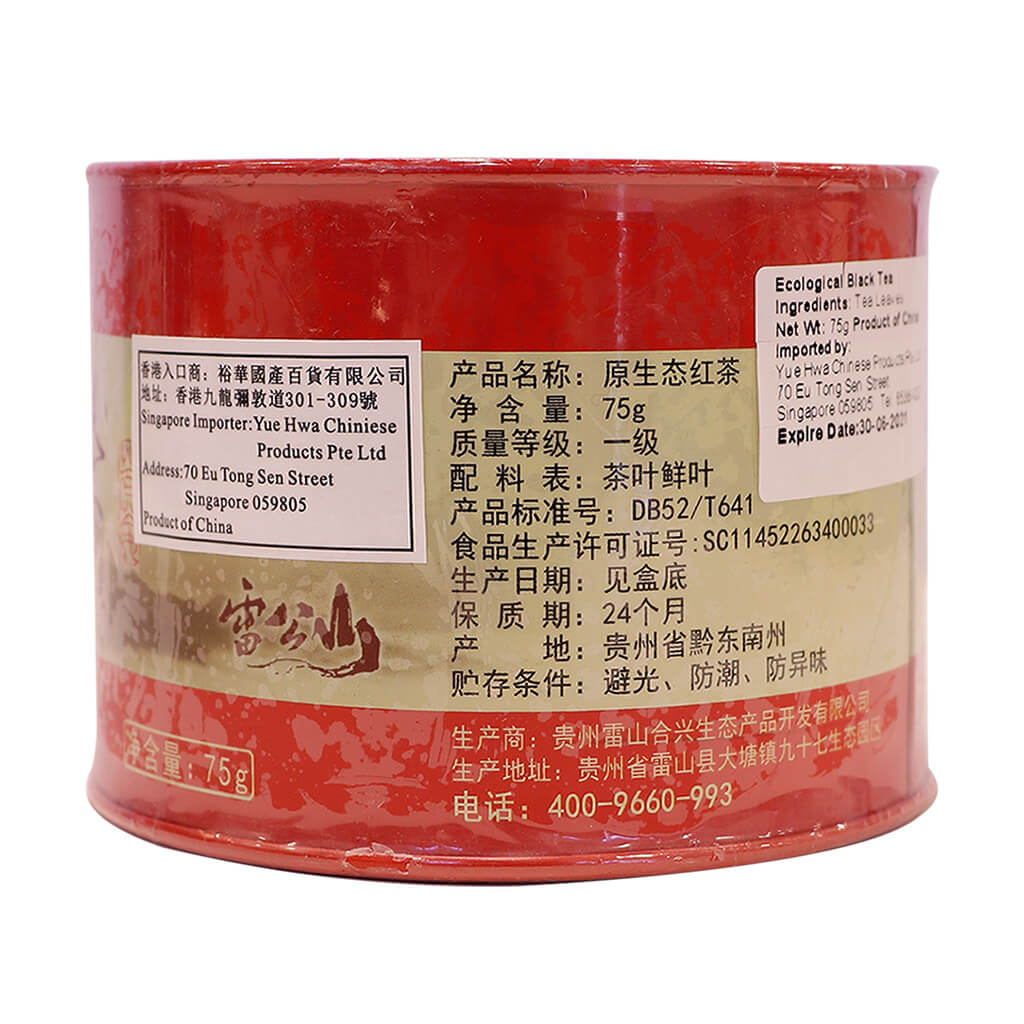 香港入口商：裕華國產百貨有限公司
地址：香港九龍彌敦道301-309號
Singapore Importer:Yue Hwa Chiniese
Products Pte Ltd
Address:70 Eu Tong Sen Street
Singapore 059805
Product of China
雷公山
净含量：75g
产品名称：原生态红茶
净含量：75g
质量等级：一级
配料表：茶叶鲜叶
产品标准号：DB52/T641
食品生产许可证号:SC11452263400033
生产日期：见盒底
保质期：24个月
产地：贵州省黔东南州
贮存条件：避光、防潮、防异味
生产商：贵州雷山合兴生态产品开发有限公司
生产地址：贵州省雷山县大塘镇九十七生态园区
电话：400-9660-993
Ecological Black Tea
Ingredients: Tea Leaves
Net Wt: 75g Product of China
Imported by:
Yue Hwa Chinese Products
70 Eu Tong Sen Street
Singapore 059805 Tel
Expire Date:30-06-2021